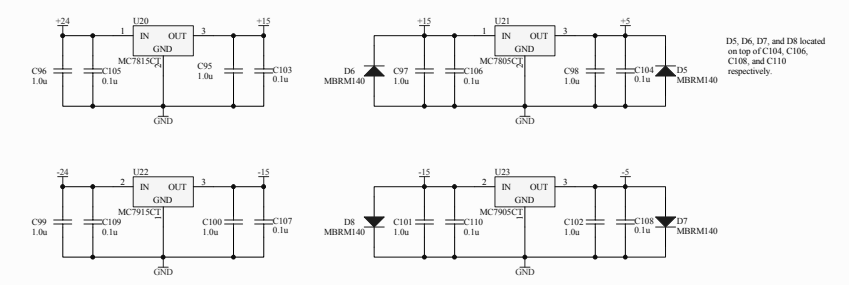 +24
U20
+15
1
IN
OUT
3
GND
MC7815CT
2
C96
1.0u
C105
0.1u
C95
1.0u
C103
0.1u
GND
+15
U21
+5
1
IN
OUT
3
GND
MC7805CT
2
D6
MBRM140
C97
1.0u
C106
0.1u
C98
1.0u
C104
0.1u
D5
MBRM140
GND
D5, D6, D7, and D8 located
on top of C104, C106,
C108, and C110
respectively.
-24
U22
-15
2
IN
OUT
3
GND
MC7915CT
1
C99
1.0u
C109
0.1u
C100
1.0u
C107
0.1u
GND
-15
U23
-5
2
IN
OUT
3
GND
MC7905CT
1
D8
MBRM140
C101
1.0u
C110
0.1u
C102
1.0u
C108
0.1u
D7
MBRM140
GND